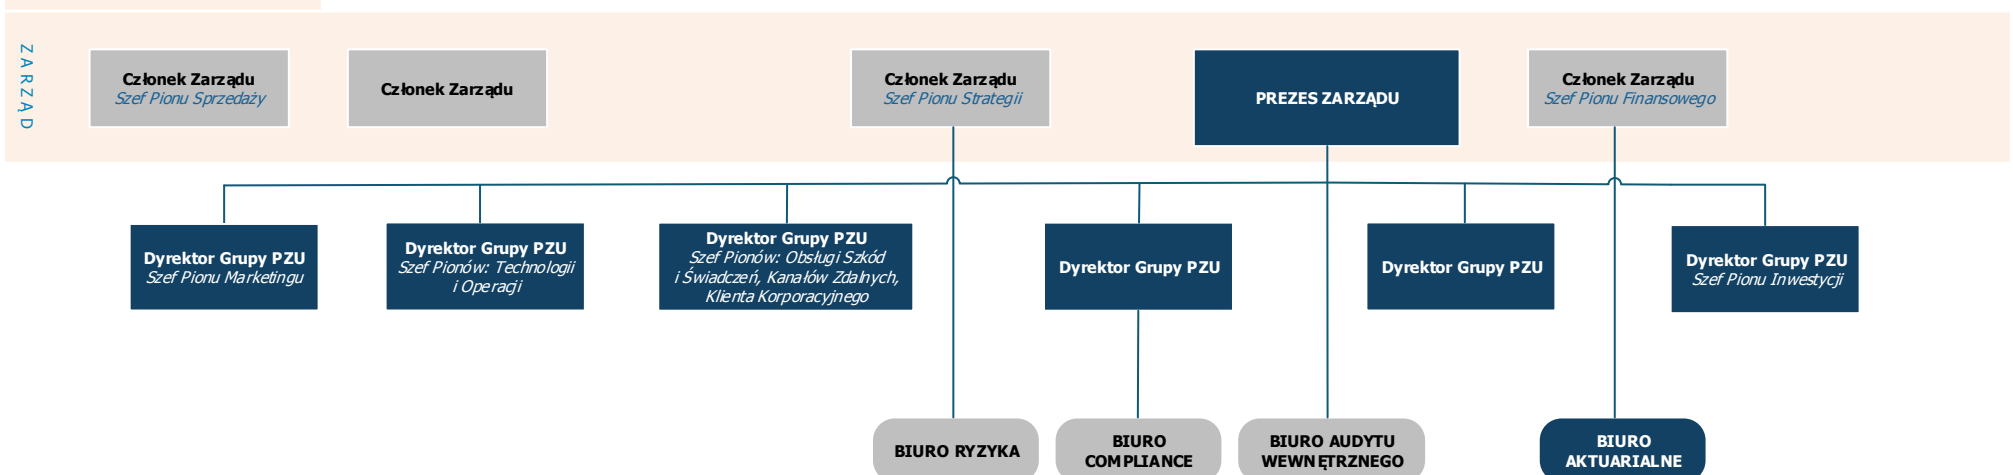 ZARZĄD
Członek Zarządu
Szef Pionu Sprzedaży
Członek Zarządu
Członek Zarządu
Szef Pionu Strategii
PREZES ZARZĄDU
Członek Zarządu
Szef Pionu Finansowego
Dyrektor Grupy PZU
Szef Pionu Marketingu
Dyrektor Grupy PZU
Szef Pionów: Technologii
i Operacji
Dyrektor Grupy PZU
Szef Pionów: Obsługi Szkód
i Świadczeń, Kanałów Zdalnych,
Klienta Korporacyjnego
Dyrektor Grupy PZU
Dyrektor Grupy PZU
Dyrektor Grupy PZU
Szef Pionu Inwestycji
BIURO RYZYKA
BIURO
COMPLIANCE
BIURO AUDYTU
WEWNĘTRZNEGO
BIURO
AKTUARIALNE